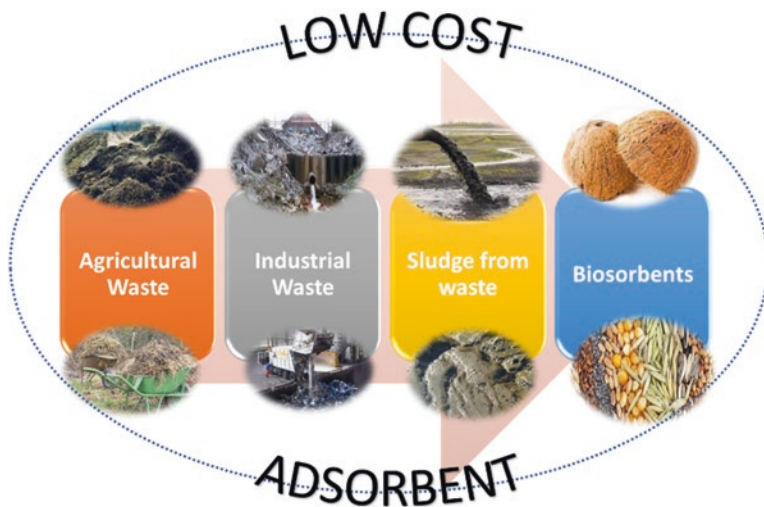 LOW COST
Agricultural
Waste
Industrial
Waste
Sludge from
waste
Biosorbents
ADSORBENT